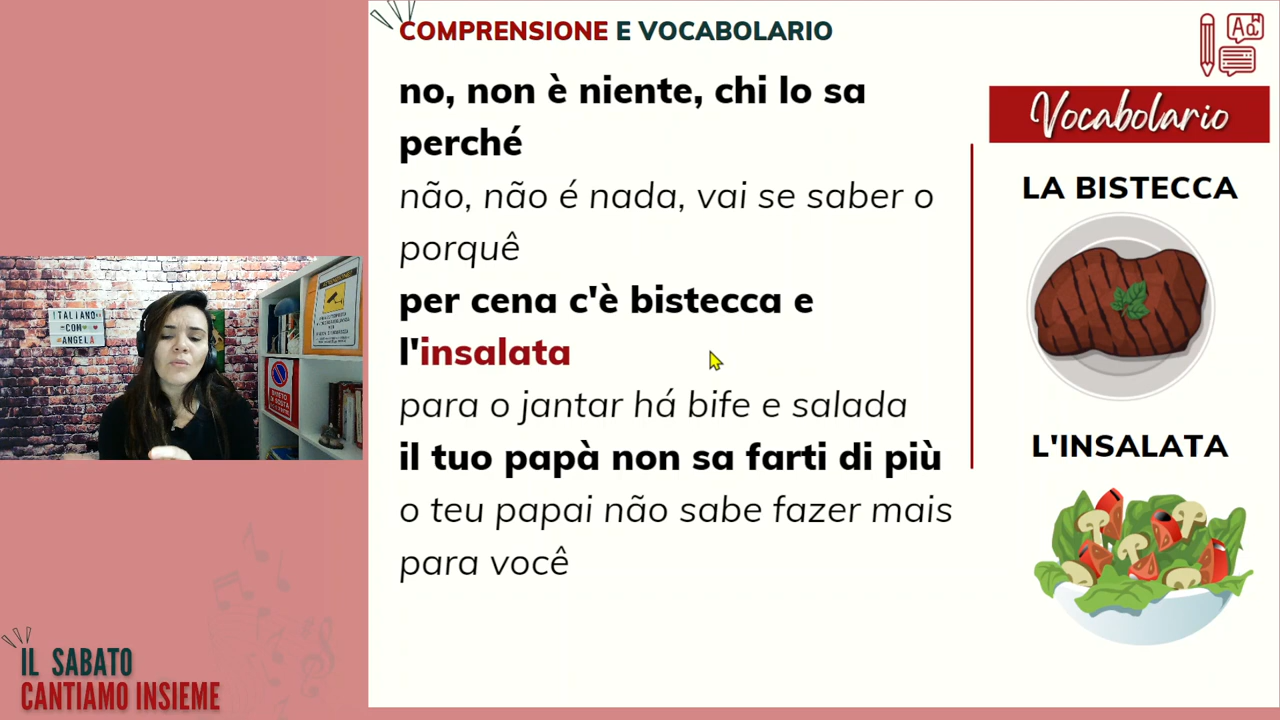 COMPRENSIONE E VOCABOLARIO
no, non è niente, chi lo sa
perché
não, não é nada, vai se saber o
porquê
per cena c'è bistecca e
l'insalata
para o jantar há bife e salada
il tuo papà non sa farti di più
o teu papai não sabe fazer mais
para você
Ad
Vocabolario
LA BISTECCA
L'INSALATA
ITALIANO
CON
ANGELA
IL SABATO
CANTIAMO INSIEME